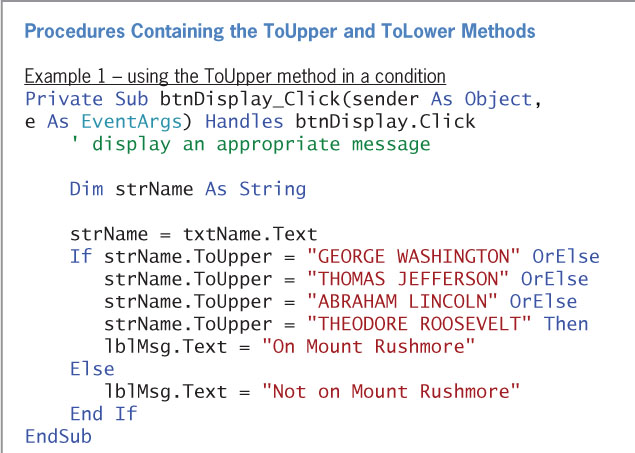 Procedures Containing the ToUpper and ToLower Methods
Example 1 – using the ToUpper method in a condition
Private Sub btnDisplay_Click(sender As Object,
e As EventArgs) Handles btnDisplay.Click
    ' display an appropriate message
    Dim strName As String
    strName = txtName.Text
    If strName.ToUpper = "GEORGE WASHINGTON" OrElse
       strName.ToUpper = "THOMAS JEFFERSON" OrElse
       strName.ToUpper = "ABRAHAM LINCOLN" OrElse
       strName.ToUpper = "THEODORE ROOSEVELT" Then
       lblMsg.Text = "On Mount Rushmore"
    Else
       lblMsg.Text = "Not on Mount Rushmore"
    End If
EndSub